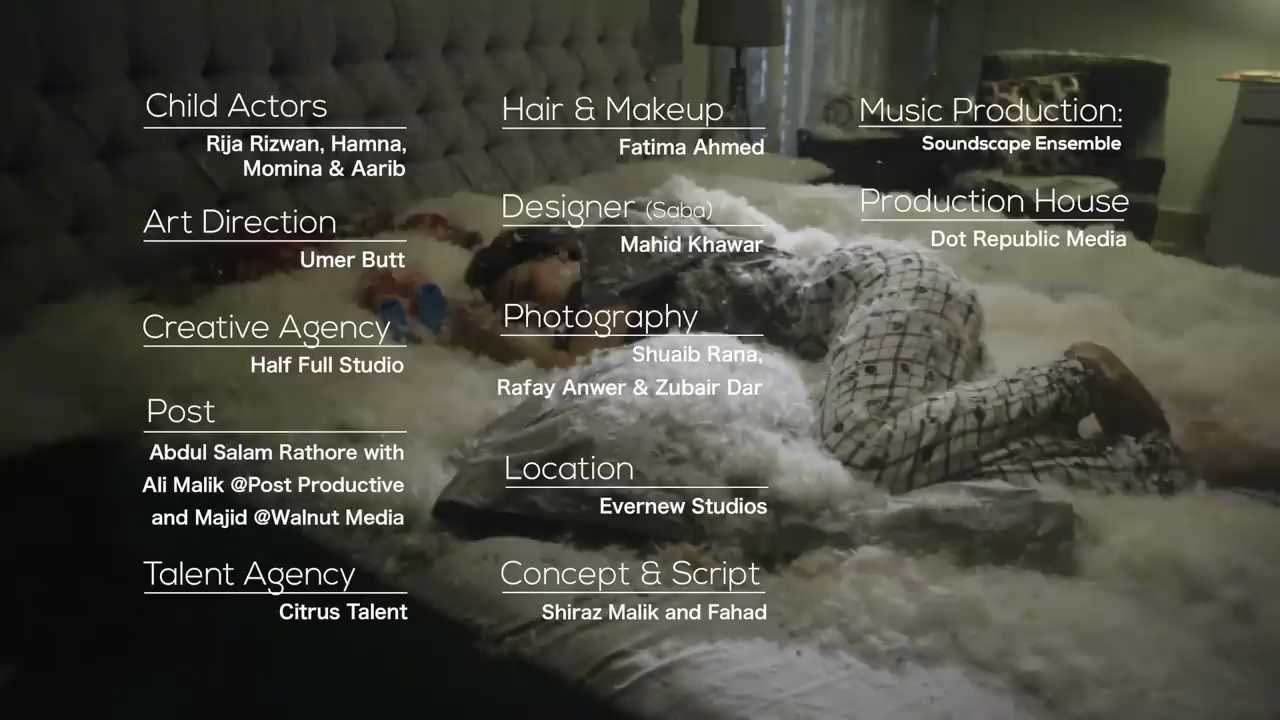 Child Actors
Rija Rizwan, Hamna,
Momina & Aarib
Art Direction
Umer Butt
Creative Agency
Half Full Studio
Post
Abdul Salam Rathore with
Ali Malik @Post Productive
and Majid @Walnut Media
Talent Agency
Citrus Talent
Hair & Makeup
Fatima Ahmed
Designer (Saba)
Mahid Khawar
Photography
Shuaib Rana,
Rafay Anwer & Zubair Dar
Location
Evernew Studios
Concept & Script
Shiraz Malik and Fahad
Music Production:
Soundscape Ensemble
Production House
Dot Republic Media